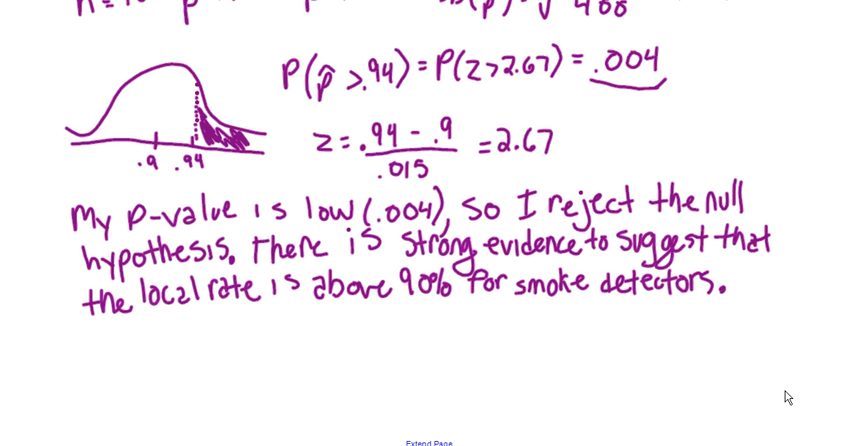 P(p̂ > .94) = P(z > 2.67) = .004
z = .94 - .9 / .015 = 2.67
.9 .94
My p-value is low (.004), so I reject the null
hypothesis. There is strong evidence to suggest that
the local rate is above 90% for smoke detectors.
Extend Page